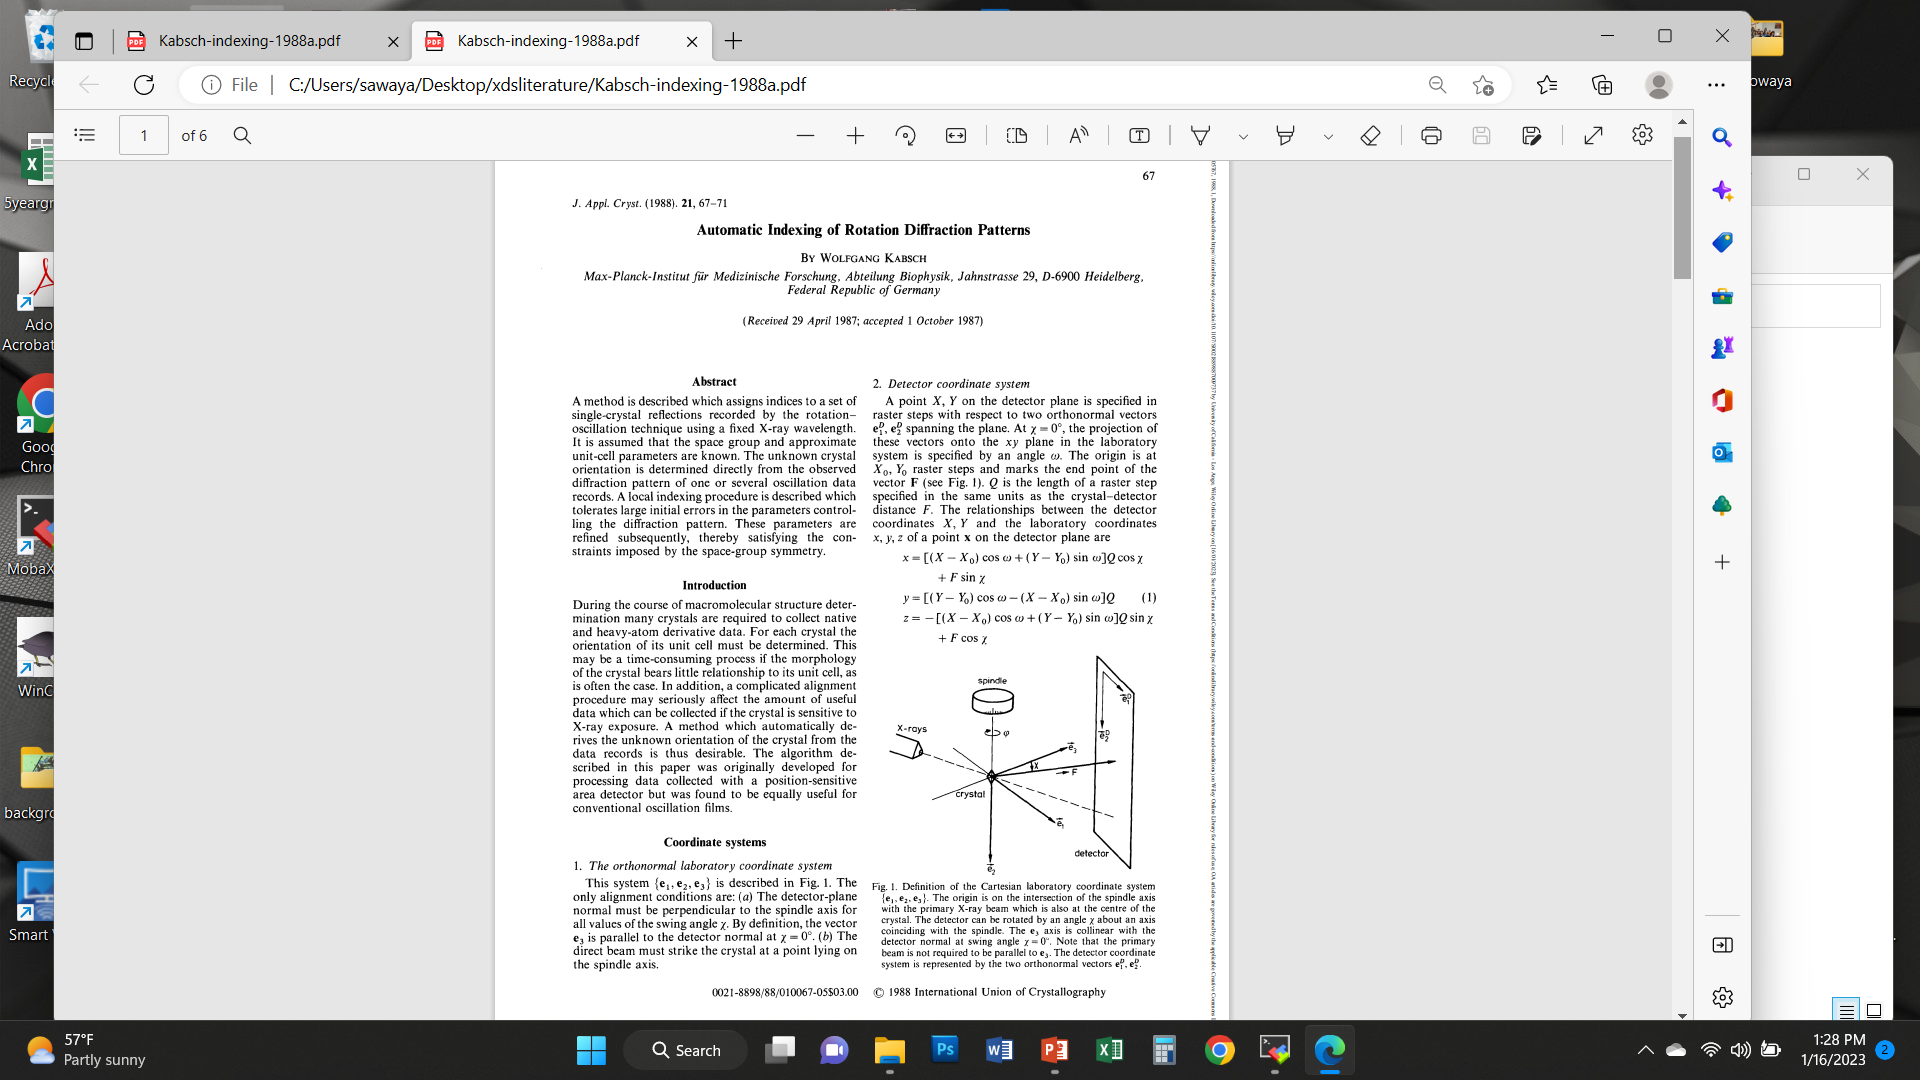 Kabsch-indexing-1988a.pdf
Kabsch-indexing-1988a.pdf
File
C:/Users/sawaya/Desktop/xdsliterature/Kabsch-indexing-1988a.pdf
1 of 6
67
J. Appl. Cryst. (1988). 21, 67–71
Automatic Indexing of Rotation Diffraction Patterns
BY WOLFGANG KABSCH
Max-Planck-Institut für Medizinische Forschung, Abteilung Biophysik, Jahnstrasse 29, D-6900 Heidelberg,
Federal Republic of Germany
(Received 29 April 1987; accepted 1 October 1987)
Abstract
A method is described which assigns indices to a set of
single-crystal reflections recorded by the rotation–
oscillation technique using a fixed X-ray wavelength.
It is assumed that the space group and approximate
unit-cell parameters are known. The unknown crystal
orientation is determined directly from the observed
diffraction pattern of one or several oscillation data
records. A local indexing procedure is described which
tolerates large initial errors in the parameters control-
ling the diffraction pattern. These parameters are
refined subsequently, thereby satisfying the con-
straints imposed by the space-group symmetry.
Introduction
During the course of macromolecular structure deter-
mination many crystals are required to collect native
and heavy-atom derivative data. For each crystal the
orientation of its unit cell must be determined. This
may be a time-consuming process if the morphology
of the crystal bears little relationship to its unit cell, as
is often the case. In addition, a complicated alignment
procedure may seriously affect the amount of useful
data which can be collected if the crystal is sensitive to
X-ray exposure. A method which automatically de-
rives the unknown orientation of the crystal from the
data records is thus desirable. The algorithm de-
scribed in this paper was originally developed for
processing data collected with a position-sensitive
area detector but was found to be equally useful for
conventional oscillation films.
Coordinate systems
1. The orthonormal laboratory coordinate system
This system {e₁, e₂, e₃} is described in Fig. 1. The
only alignment conditions are: (a) The detector-plane
normal must be perpendicular to the spindle axis for
all values of the swing angle χ. By definition, the vector
e₃ is parallel to the detector normal at χ = 0°. (b) The
direct beam must strike the crystal at a point lying on
the spindle axis.
2. Detector coordinate system
A point X, Y on the detector plane is specified in
raster steps with respect to two orthonormal vectors
e₁ᴰ, e₂ᴰ spanning the plane. At χ = 0°, the projection of
these vectors onto the xy plane in the laboratory
system is specified by an angle ω. The origin is at
X₀, Y₀ raster steps and marks the end point of the
vector F (see Fig. 1). Q is the length of a raster step
specified in the same units as the crystal–detector
distance F. The relationships between the detector
coordinates X, Y and the laboratory coordinates
x, y, z of a point x on the detector plane are
x = [(X − X₀) cos ω + (Y − Y₀) sin ω]Q cos χ
+ F sin χ
y = [(Y − Y₀) cos ω − (X − X₀) sin ω]Q (1)
z = −[(X − X₀) cos ω + (Y − Y₀) sin ω]Q sin χ
+ F cos χ
spindle
φ
X-rays
crystal
e₃
χ
F
e₁
e₂
e₁ᴰ
e₂ᴰ
detector
Fig. 1. Definition of the Cartesian laboratory coordinate system
{e₁, e₂, e₃}. The origin is on the intersection of the spindle axis
with the primary X-ray beam which is also at the centre of the
crystal. The detector can be rotated by an angle χ about an axis
coinciding with the spindle. The e₃ axis is collinear with the
detector normal at swing angle χ = 0°. Note that the primary
beam is not required to be parallel to e₃. The detector coordinate
system is represented by the two orthonormal vectors e₁ᴰ, e₂ᴰ.
0021-8898/88/010067-05$03.00 © 1988 International Union of Crystallography
Recycle
5yeargr
Ado
Acrobat
Goog
Chro
MobaX
WinC
backgro
Smart
owaya
57°F
Partly sunny
Search
1:28 PM
1/16/2023
2